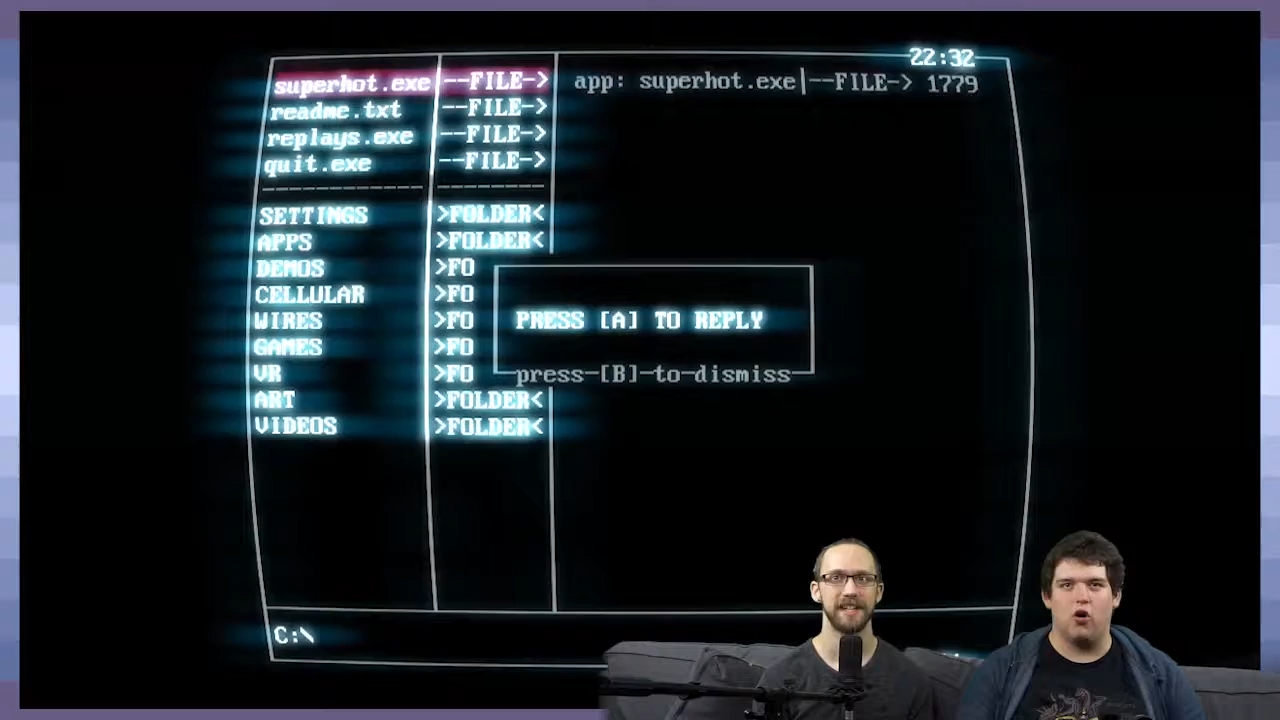 22:32
superhot.exe --FILE-> app: superhot.exe|--FILE-> 1779
readme.txt --FILE->
replays.exe --FILE->
quit.exe --FILE->
SETTINGS >FOLDER<
APPS >FOLDER<
DEMOS >FO
CELLULAR >FO
WIRES >FO
PRESS [A] TO REPLY
GAMES >FO
VR >FO
press-[B]-to-dismiss
ART >FOLDER<
VIDEOS >FOLDER<
C:\